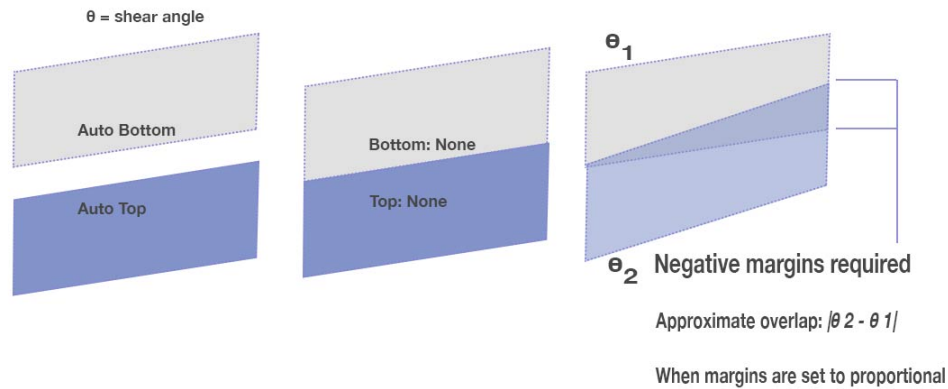 θ = shear angle
Auto Bottom
Auto Top
Bottom: None
Top: None
θ1
θ2
Negative margins required
Approximate overlap: |θ 2 - θ 1|
When margins are set to proportional